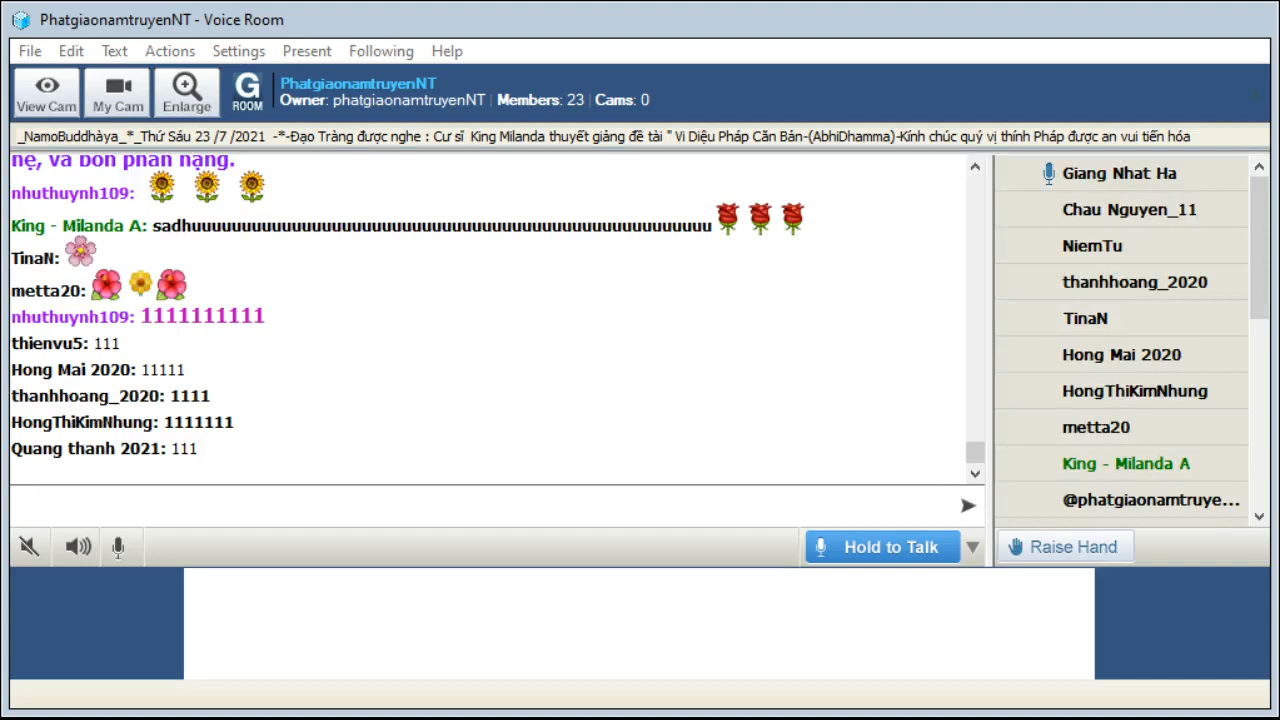 PhatgiaonamtruyenNT - Voice Room
File Edit Text Actions Settings Present Following Help
View Cam My Cam Enlarge G ROOM
PhatgiaonamtruyenNT
Owner: phatgiaonamtruyenNT | Members: 23 | Cams: 0
_NamoBuddhàya_*_Thứ Sáu 23 /7 /2021 -*-Đạo Tràng được nghe : Cư sĩ King Milanda thuyết giảng đề tài " Vi Diệu Pháp Căn Bản-(AbhiDhamma)-Kính chúc quý vị thính Pháp được an vui tiến hóa
nhuthuynh109:
King - Milanda A: sadhuuuuuuuuuuuuuuuuuuuuuuuuuuuuuuuuuuuuuuuuuuuuuuuuuuuuu
TinaN:
metta20:
nhuthuynh109: 1111111111
thienvu5: 111
Hong Mai 2020: 11111
thanhhoang_2020: 1111
HongThiKimNhung: 1111111
Quang thanh 2021: 111
Giang Nhat Ha
Chau Nguyen_11
NiemTu
thanhhoang_2020
TinaN
Hong Mai 2020
HongThiKimNhung
metta20
King - Milanda A
@phatgiaonamtruye...
Hold to Talk
Raise Hand